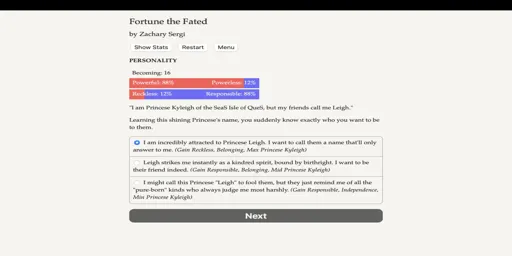 Fortune the Fated
by Zachary Sergi
Show Stats Restart Menu
PERSONALITY
Becoming: 16
Powerful: 88% Powerless: 12%
Reckless: 12% Responsible: 88%
"I am Princese Kyleigh of the SeaS Isle of QueS, but my friends call me Leigh."
Learning this shining Princese's name, you suddenly know exactly who you want to be
to them.
I am incredibly attracted to Princese Leigh. I want to call them a name that'll only
answer to me. (Gain Reckless, Belonging, Max Princese Kyleigh)
Leigh strikes me instantly as a kindred spirit, bound by birthright. I want to be
their friend indeed. (Gain Responsible, Belonging, Mid Princese Kyleigh)
I might call this Princese "Leigh" to fool them, but they just remind me of all the
"pure-born" kinds who always judge me most harshly. (Gain Responsible, Independence,
Min Princese Kyleigh)
Next